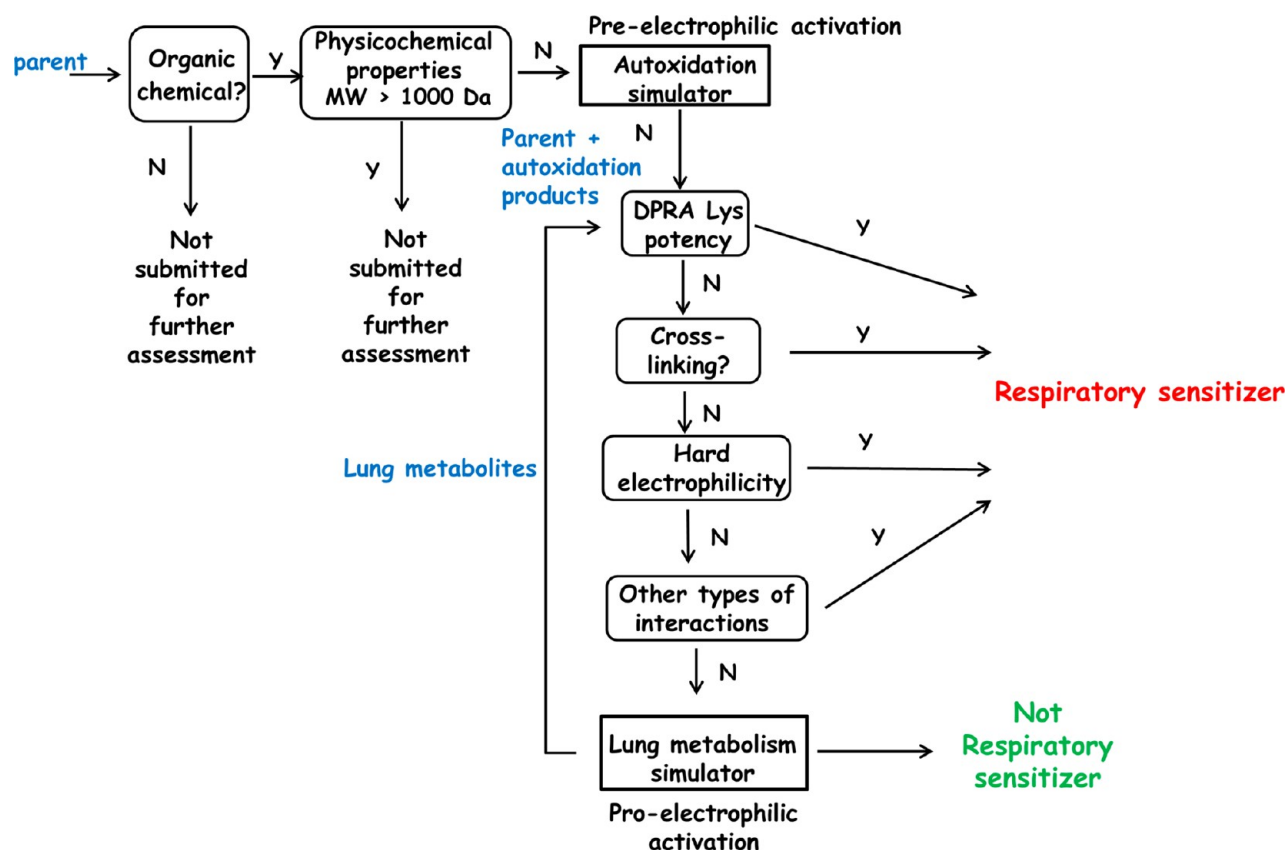 Pre-electrophilic activation
parent
Organic
chemical?
Y
Physicochemical
properties
MW > 1000 Da
N
Autoxidation
simulator
N
Y
N
Parent +
autoxidation
products
Not
submitted
for
further
assessment
Not
submitted
for
further
assessment
DPRA Lys
potency
Y
N
Cross-
linking?
Y
Respiratory sensitizer
N
Lung metabolites
Hard
electrophilicity
Y
N
Y
Other types of
interactions
N
Lung metabolism
simulator
Not
Respiratory
sensitizer
Pro-electrophilic
activation